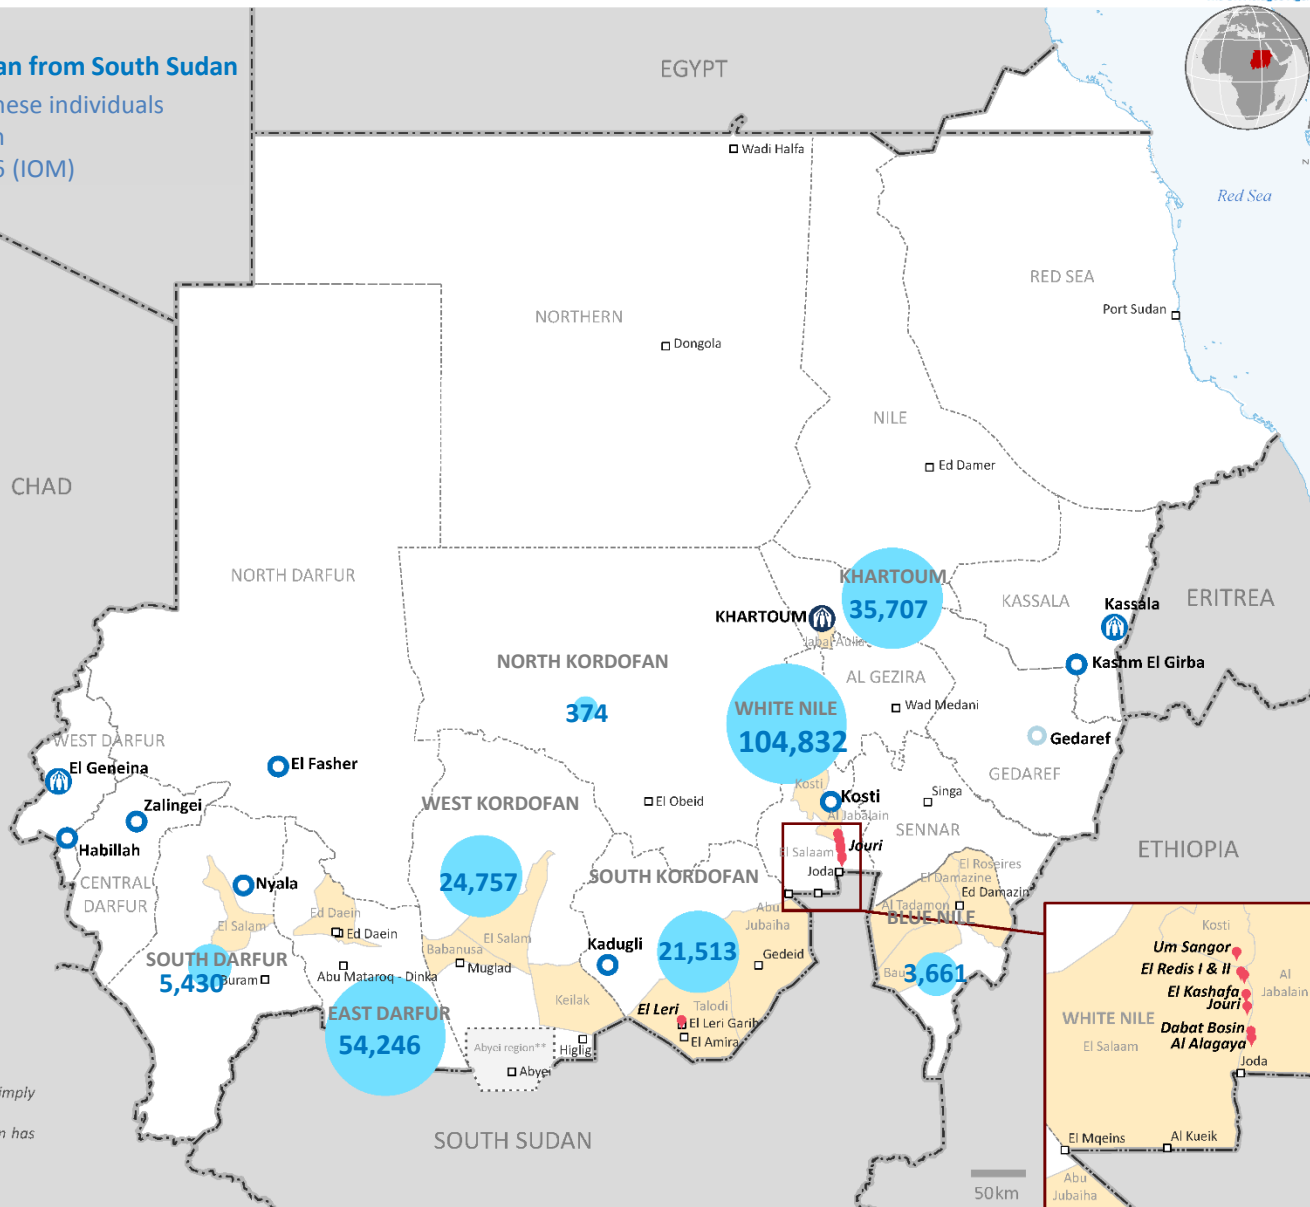 an from South Sudan
nese individuals
n
5 (IOM)
EGYPT
Wadi Halfa
Red Sea
RED SEA
Port Sudan
NORTHERN
Dongola
NILE
Ed Damer
CHAD
NORTH DARFUR
KHARTOUM
35,707
KHARTOUM
Jabal Aulia
KASSALA
Kassala
ERITREA
Kashm El Girba
NORTH KORDOFAN
374
AL GEZIRA
Wad Medani
WHITE NILE
104,832
Gedaref
GEDAREF
WEST DARFUR
El Geneina
El Fasher
Zalingei
Habillah
CENTRAL
DARFUR
WEST KORDOFAN
24,757
El Obeid
Kosti
Kosti
Al Jabalain
Singa
SENNAR
El Salaam
Jouri
Joda
ETHIOPIA
SOUTH KORDOFAN
21,513
Abu
Jubaiha
El Roseires
El Damazine
Ed Damazin
Al Tadamon
BLUE NILE
Bau
3,661
Nyala
El Salam
Ed Daein
Ed Daein
SOUTH DARFUR
5,430
Buram
Abu Mataroq - Dinka
EAST DARFUR
54,246
Babanusa
El Salam
Muglad
Keilak
Kadugli
Gedeid
El Leri
Talodi
El Leri Garib
El Amira
Abyei region**
Higlig
Abyei
SOUTH SUDAN
imply
n has
50km
Kosti
Um Sangor
El Redis I & II
El Kashafa
Jouri
Al
Jabalain
WHITE NILE
El Salaam
Dabat Bosin
Al Alagaya
Joda
El Mqeins
Al Kueik
Abu
Jubaiha